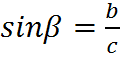 sinβ = b/c